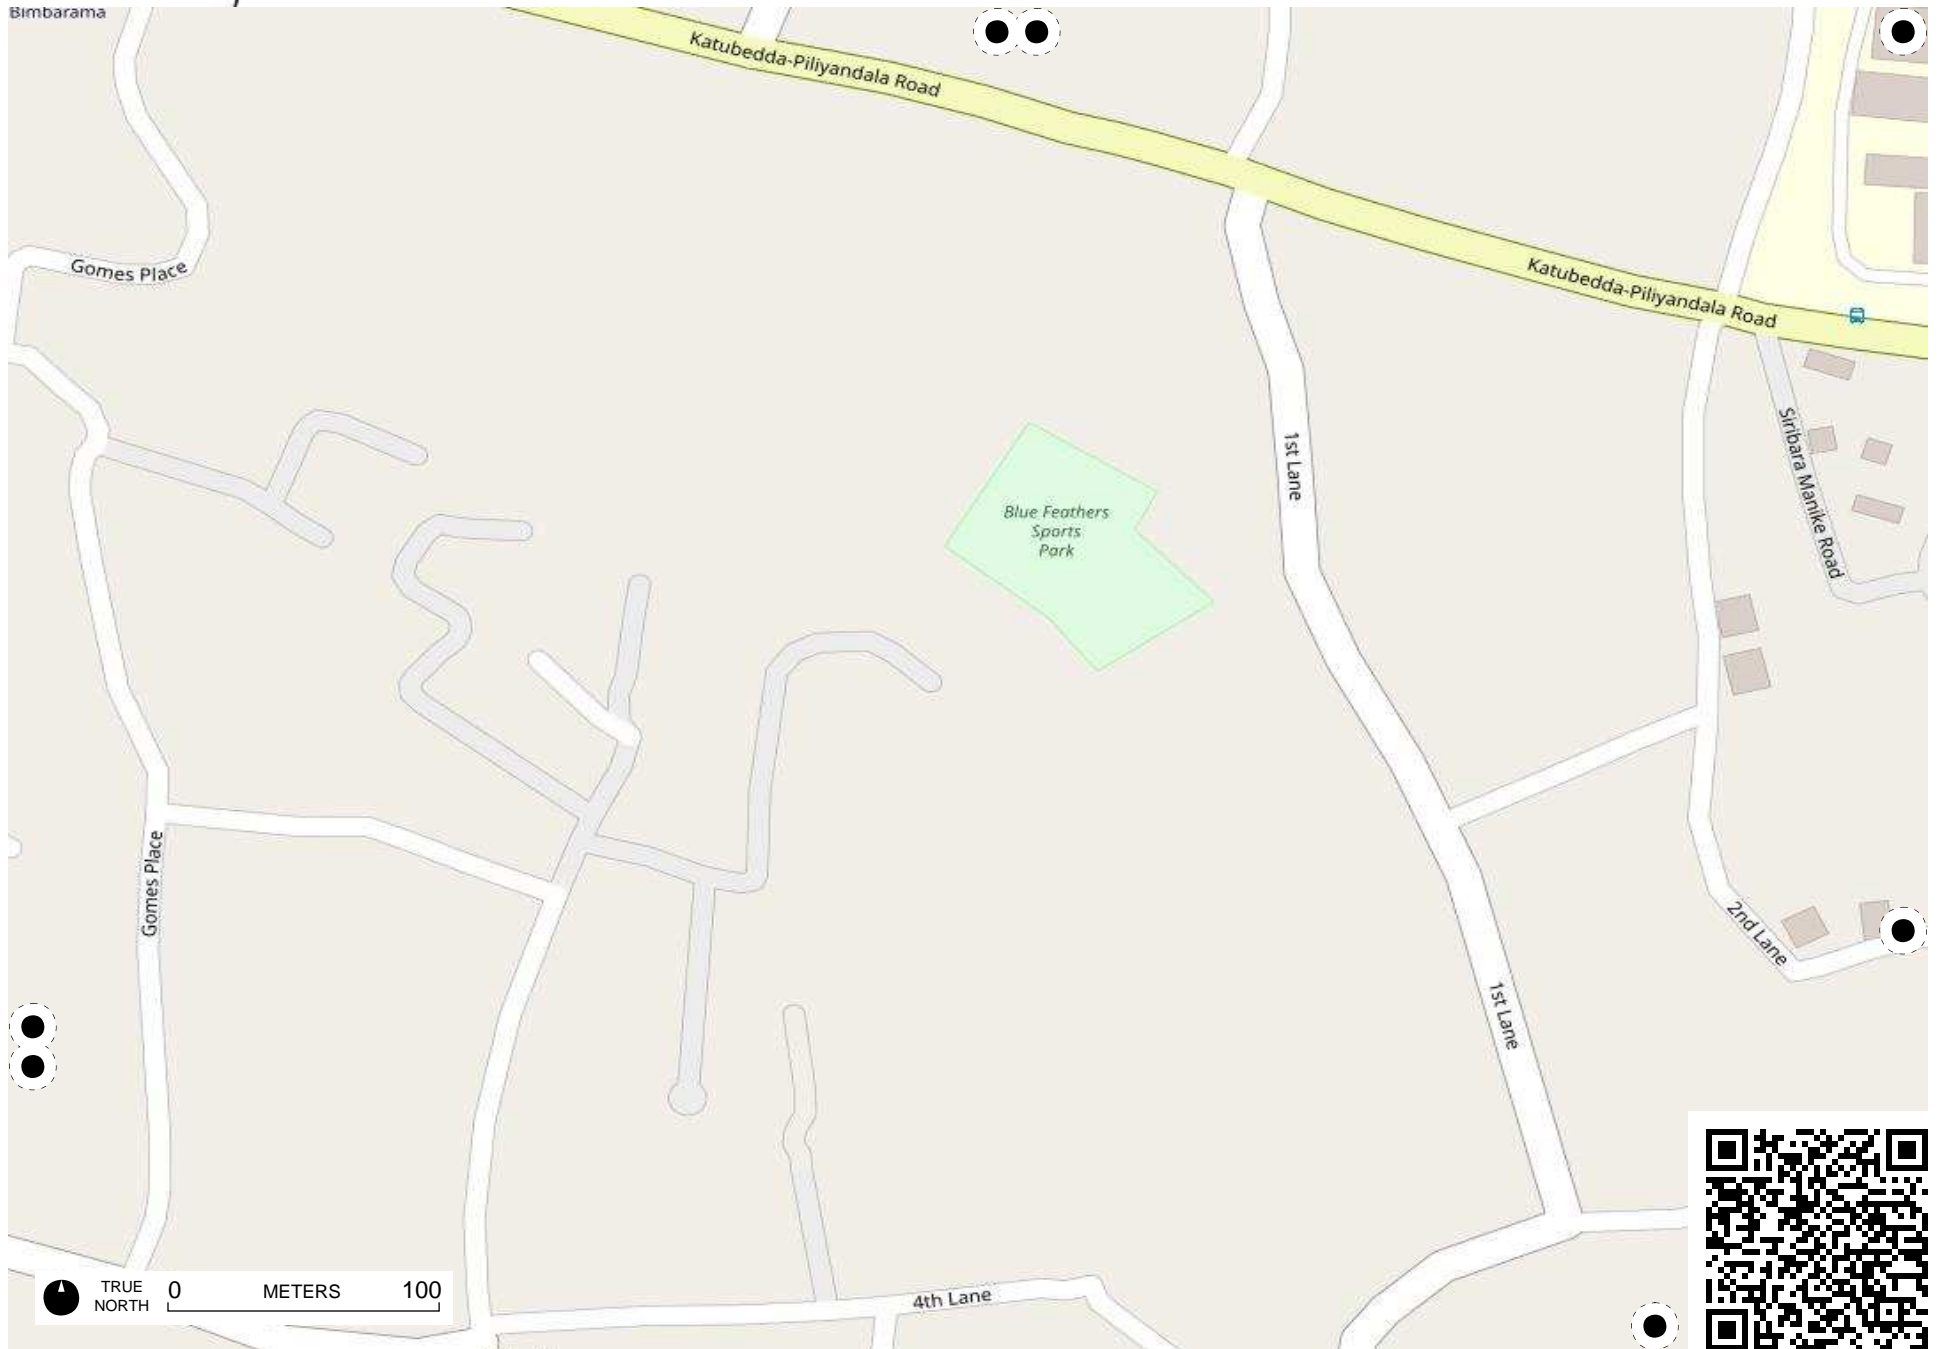 Bimbarama
Katubedda-Piliyandala Road
Gomes Place
Katubedda-Piliyandala Road
1st Lane
Siribara Manike Road
Blue Feathers
Sports
Park
Gomes Place
2nd Lane
1st Lane
TRUE
NORTH
0 METERS 100
4th Lane